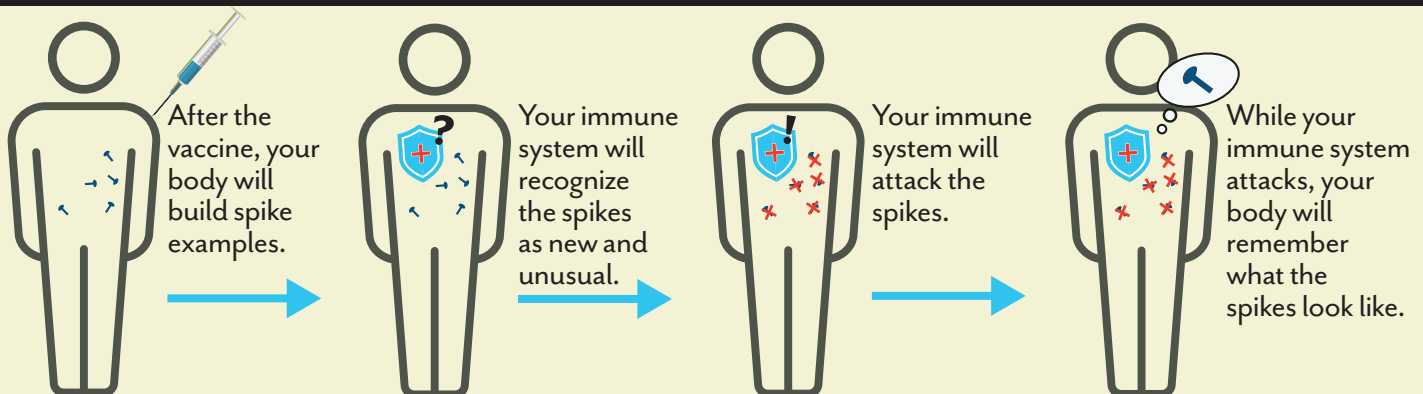 After the
vaccine, your
body will
build spike
examples.
?
Your immune
system will
recognize
the spikes
as new and
unusual.
!
Your immune
system will
attack the
spikes.
While your
immune system
attacks, your
body will
remember
what the
spikes look like.